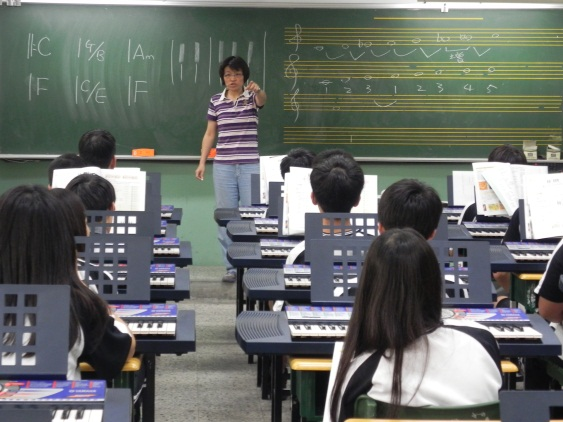 ‖:C | G/B | Am
| F | C/E | F
1 2 3 1 2 3 4 5